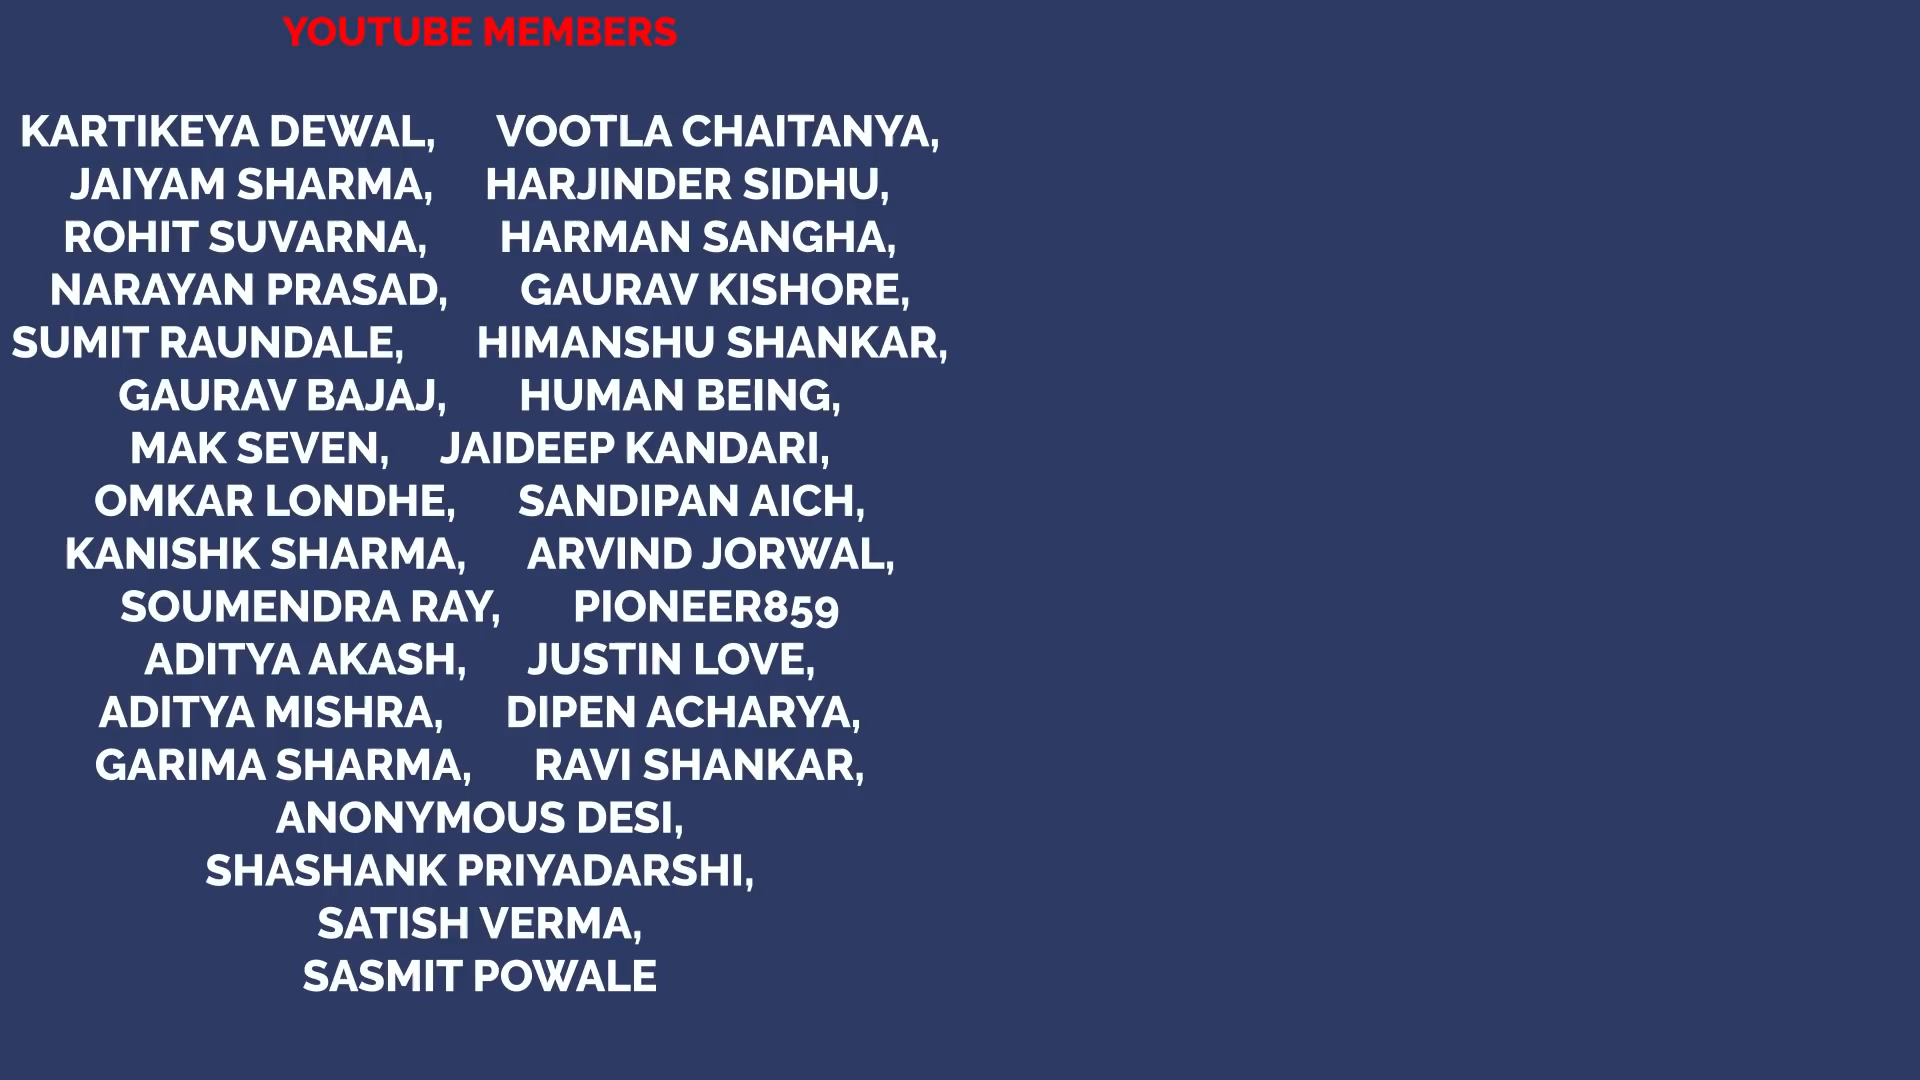 YOUTUBE MEMBERS
KARTIKEYA DEWAL, VOOTLA CHAITANYA,
JAIYAM SHARMA, HARJINDER SIDHU,
ROHIT SUVARNA, HARMAN SANGHA,
NARAYAN PRASAD, GAURAV KISHORE,
SUMIT RAUNDALE, HIMANSHU SHANKAR,
GAURAV BAJAJ, HUMAN BEING,
MAK SEVEN, JAIDEEP KANDARI,
OMKAR LONDHE, SANDIPAN AICH,
KANISHK SHARMA, ARVIND JORWAL,
SOUMENDRA RAY, PIONEER859
ADITYA AKASH, JUSTIN LOVE,
ADITYA MISHRA, DIPEN ACHARYA,
GARIMA SHARMA, RAVI SHANKAR,
ANONYMOUS DESI,
SHASHANK PRIYADARSHI,
SATISH VERMA,
SASMIT POWALE